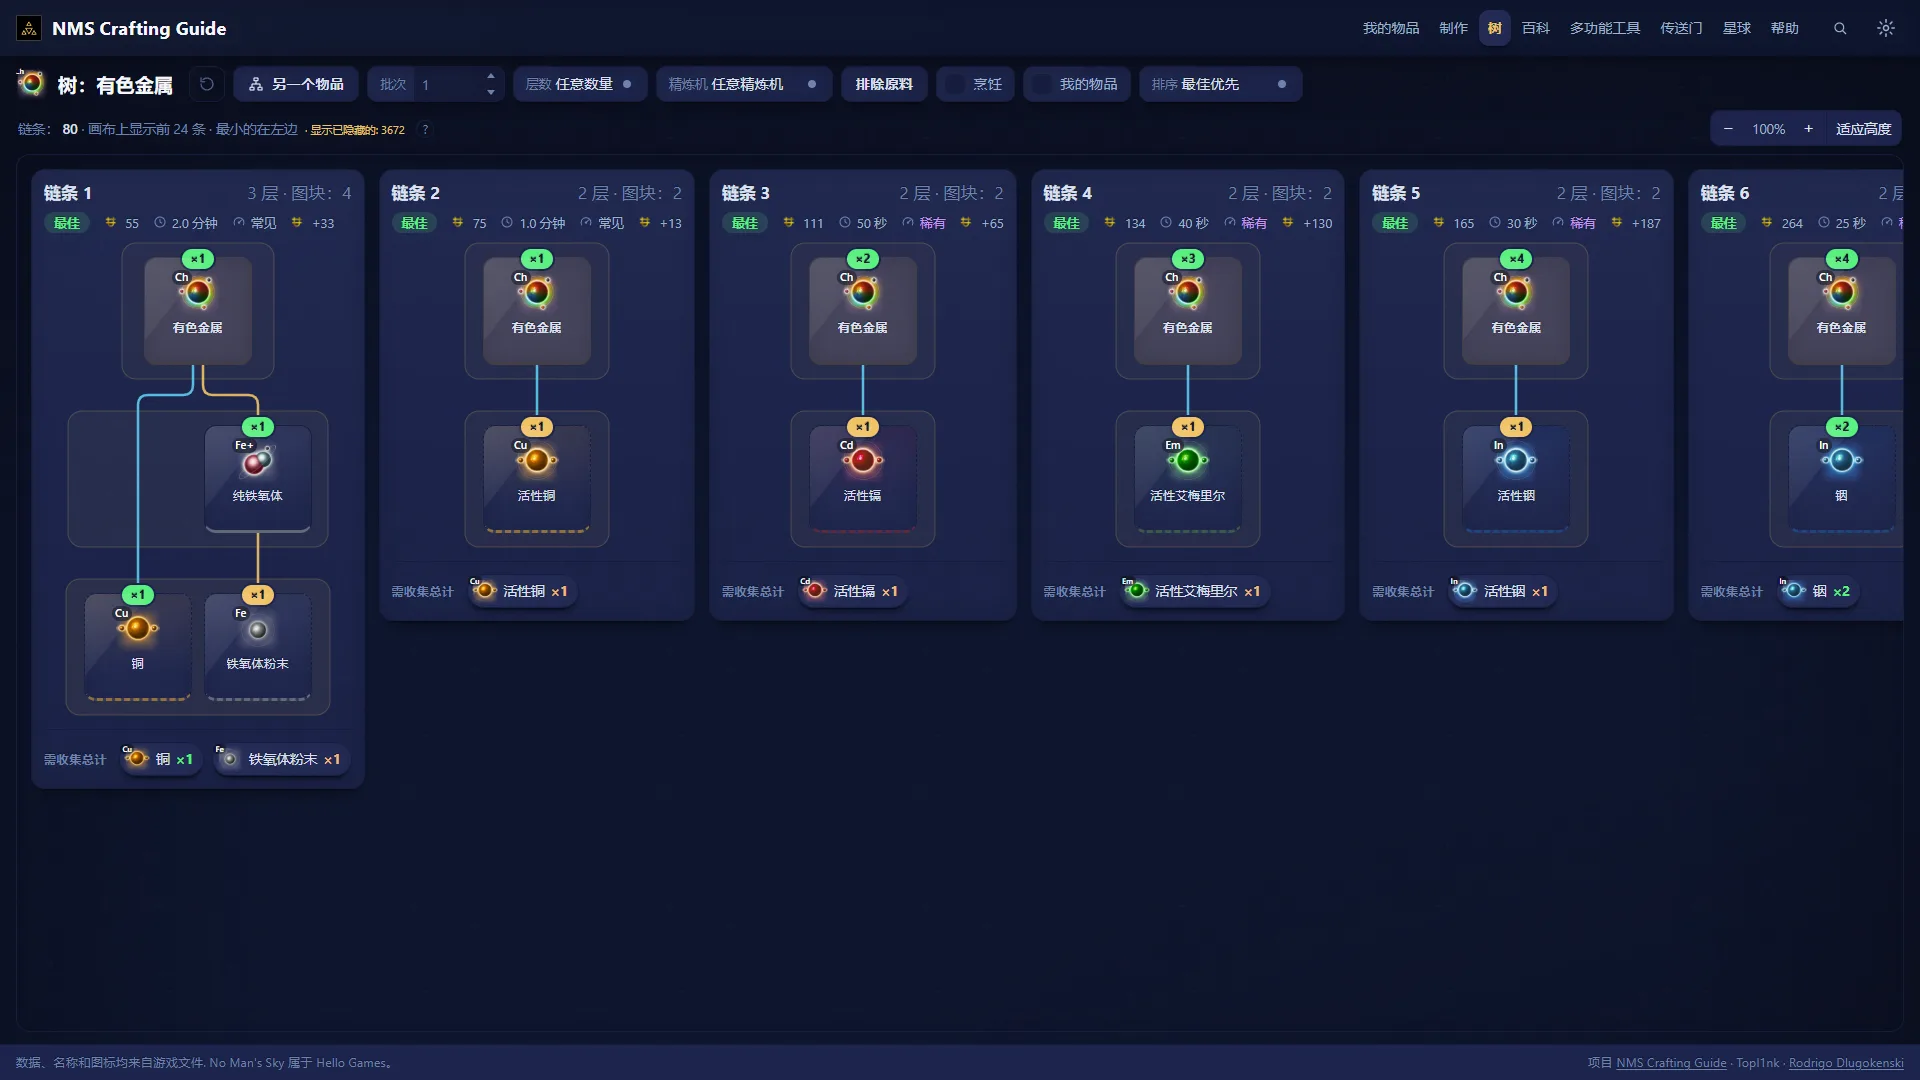 NMS Crafting Guide
我的物品 制作 树 百科 多功能工具 传送门 星球 帮助
树：有色金属 另一个物品 批次 1 层数 任意数量 精炼机 任意精炼机 排除原料 烹饪 我的物品 排序 最佳优先
链条： 80 · 画布上显示前 24 条 · 最小的在左边 · 显示已隐藏的: 3672 ?
− 100% + 适应高度
链条 1 3 层 · 图块：4
最佳 55 2.0 分钟 常见 +33
×1
Ch
有色金属
×1
Fe+
纯铁氧体
×1
Cu
铜
×1
Fe
铁氧体粉末
需收集总计 Cu 铜 ×1 Fe 铁氧体粉末 ×1
链条 2 2 层 · 图块：2
最佳 75 1.0 分钟 常见 +13
×1
Ch
有色金属
×1
Cu
活性铜
需收集总计 Cu 活性铜 ×1
链条 3 2 层 · 图块：2
最佳 111 50 秒 稀有 +65
×2
Ch
有色金属
×1
Cd
活性镉
需收集总计 Cd 活性镉 ×1
链条 4 2 层 · 图块：2
最佳 134 40 秒 稀有 +130
×3
Ch
有色金属
×1
Em
活性艾梅里尔
需收集总计 Em 活性艾梅里尔 ×1
链条 5 2 层 · 图块：2
最佳 165 30 秒 稀有 +187
×4
Ch
有色金属
×1
In
活性铟
需收集总计 In 活性铟 ×1
链条 6 2 层
最佳 264 25 秒
×4
Ch
有色金属
×2
In
铟
需收集总计 In 铟 ×2
数据、名称和图标均来自游戏文件. No Man's Sky 属于 Hello Games。
项目 NMS Crafting Guide · Topl1nk · Rodrigo Dlugokenski